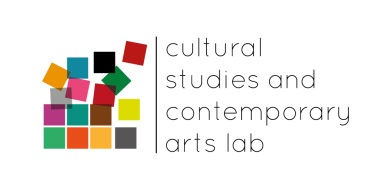 cultural
studies and
contemporary
arts lab